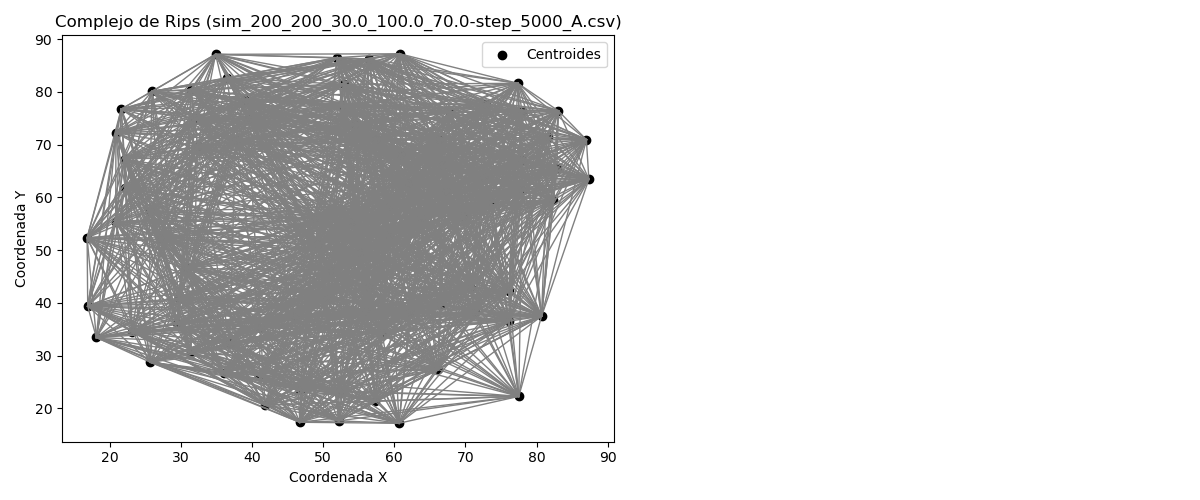 Complejo de Rips (sim_200_200_30.0_100.0_70.0-step_5000_A.csv)
90
80
70
60
50
40
30
20
Coordenada Y
Centroides
20 30 40 50 60 70 80 90
Coordenada X